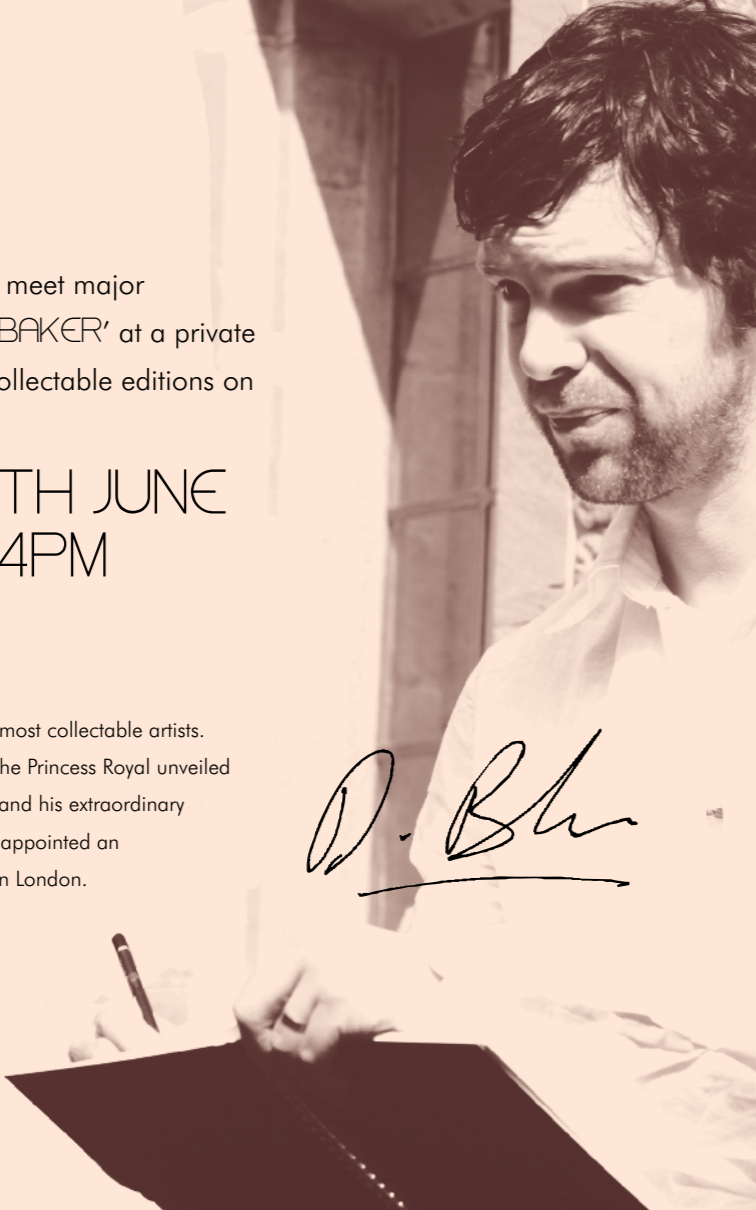 meet major
BAKER’ at a private
ollectable editions on
TH JUNE
4PM
most collectable artists.
he Princess Royal unveiled
and his extraordinary
appointed an
n London.